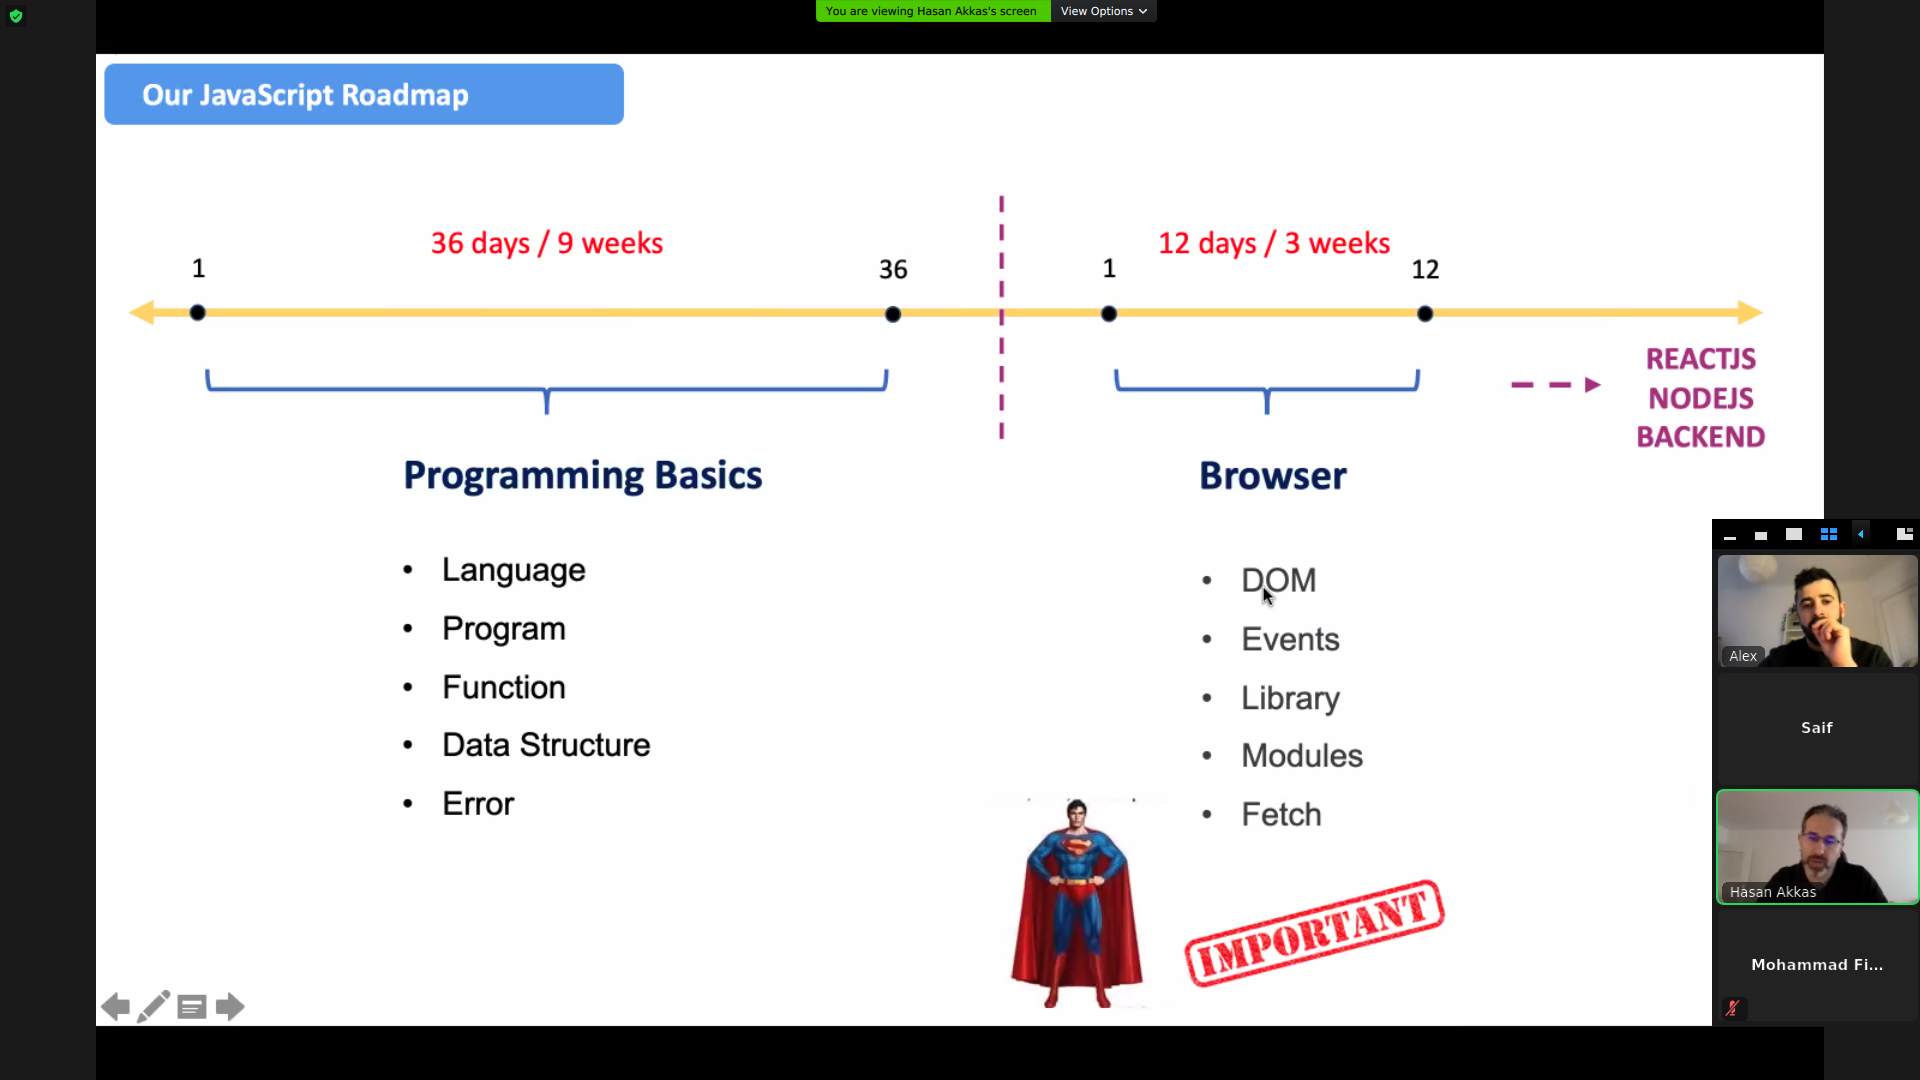 You are viewing Hasan Akkas's screen
View Options
Our JavaScript Roadmap
36 days / 9 weeks
12 days / 3 weeks
1
36
1
12
REACTJS
NODEJS
BACKEND
Programming Basics
Browser
• Language
• Program
• Function
• Data Structure
• Error
• DOM
• Events
• Library
• Modules
• Fetch
IMPORTANT
Alex
Saif
Hasan Akkas
Mohammad Fi...